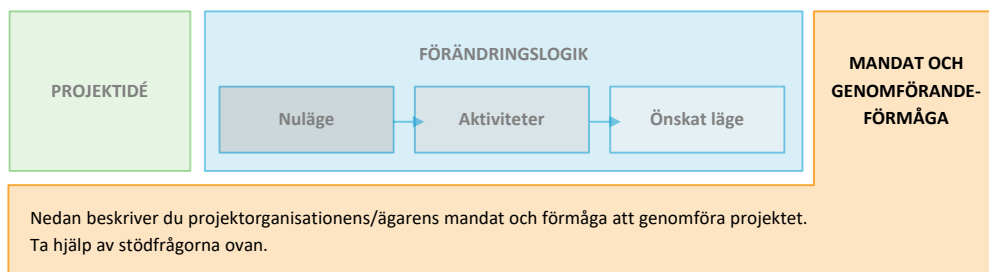 PROJEKTIDÉ
FÖRÄNDRINGSLOGIK
Nuläge
Aktiviteter
Önskat läge
MANDAT OCH
GENOMFÖRANDE-
FÖRMÅGA
Nedan beskriver du projektorganisationens/ägarens mandat och förmåga att genomföra projektet.
Ta hjälp av stödfrågorna ovan.